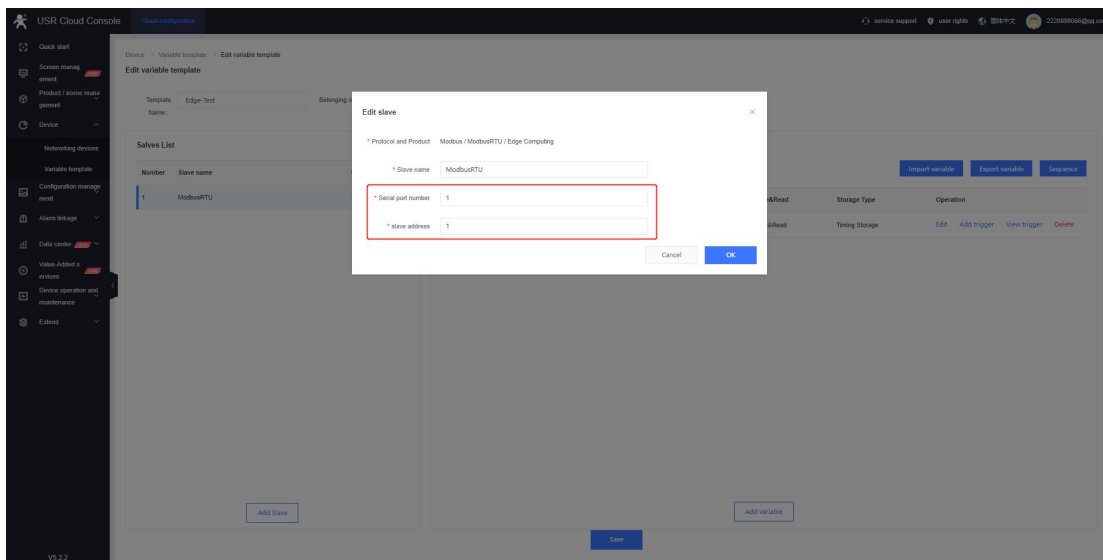 USR Cloud Console
Cloud configuration
service support
user rights
简体中文
Quick start
Screen manag
ement
Product / scene mana
gement
Device
Networking devices
Variable template
Configuration manage
ment
Alarm linkage
Data center
Value-Added s
ervices
Device operation and
maintenance
Extend
V5.2.2
Device > Variable template > Edit variable template
Edit variable template
Template
Name:
Edge-Test
Salves List
Number Slave name
1 ModbusRTU
Add Slave
Edit slave
* Protocol and Product Modbus / ModbusRTU / Edge Computing
* Slave name ModbusRTU
* Serial port number 1
* slave address 1
Cancel OK
Import variable Export variable Sequence
&Read Storage Type Operation
&Read Timing Storage Edit Add trigger View trigger Delete
Add variable
Save